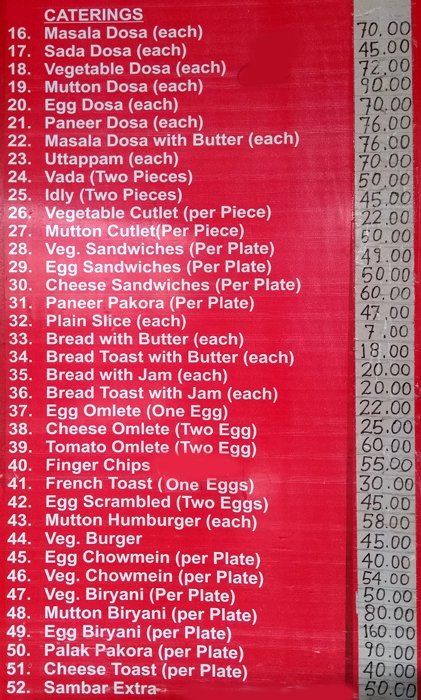 CATERINGS
16. Masala Dosa (each)
17. Sada Dosa (each)
18. Vegetable Dosa (each)
19. Mutton Dosa (each)
20. Egg Dosa (each)
21. Paneer Dosa (each)
22. Masala Dosa with Butter (each)
23. Uttappam (each)
24. Vada (Two Pieces)
25. Idly (Two Pieces)
26. Vegetable Cutlet (per Piece)
27. Mutton Cutlet(Per Piece)
28. Veg. Sandwiches (Per Plate)
29. Egg Sandwiches (Per Plate)
30. Cheese Sandwiches (Per Plate)
31. Paneer Pakora (Per Plate)
32. Plain Slice (each)
33. Bread with Butter (each)
34. Bread Toast with Butter (each)
35. Bread with Jam (each)
36. Bread Toast with Jam (each)
37. Egg Omlete (One Egg)
38. Cheese Omlete (Two Egg)
39. Tomato Omlete (Two Egg)
40. Finger Chips
41. French Toast (One Eggs)
42. Egg Scrambled (Two Eggs)
43. Mutton Humburger (each)
44. Veg. Burger
45. Egg Chowmein (per Plate)
46. Veg. Chowmein (per Plate)
47. Veg. Biryani (Per Plate)
48. Mutton Biryani (per Plate)
49. Egg Biryani (per Plate)
50. Palak Pakora (per Plate)
51. Cheese Toast (per Plate)
52. Sambar Extra
70.00
45.00
72.00
90.00
70.00
76.00
76.00
70.00
50.00
45.00
22.00
50.00
49.00
50.00
60.00
47.00
7.00
18.00
20.00
20.00
22.00
25.00
60.00
55.00
30.00
45.00
58.00
45.00
40.00
54.00
50.00
80.00
160.00
90.00
40.00
50.00